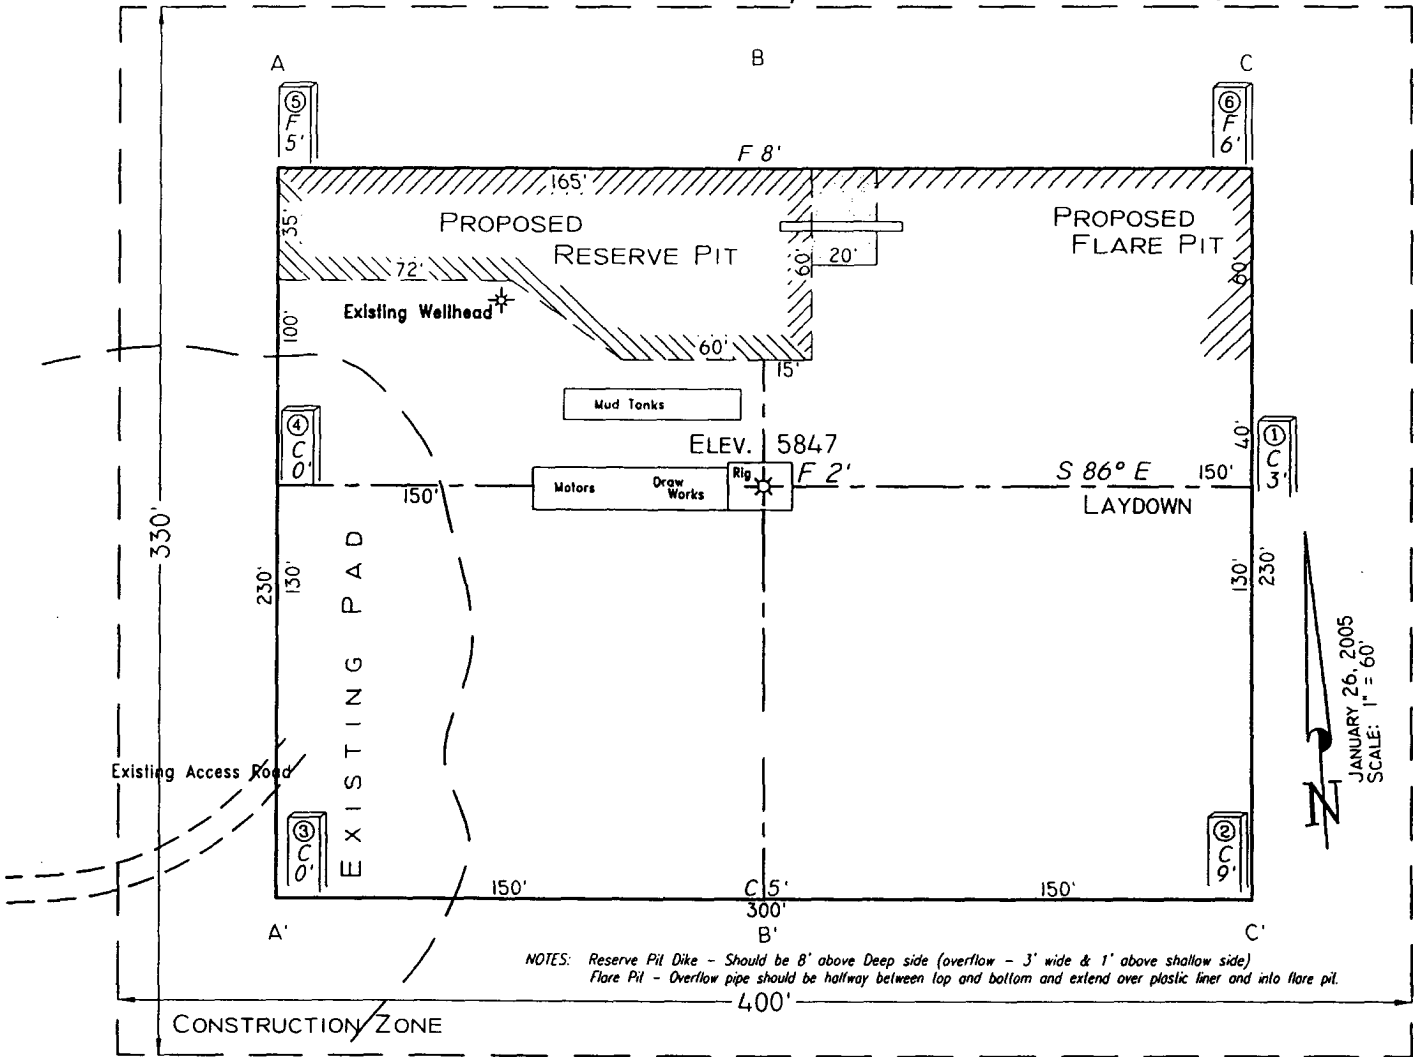 A
B
C
⑤
F
5'
⑥
F
6'
F 8'
165'
35'
PROPOSED
RESERVE PIT
60'
20'
PROPOSED
FLARE PIT
60'
72'
Existing Wellhead
100'
60'
15'
Mud Tanks
④
C
0'
ELEV. 5847
40'
①
C
3'
Motors
Draw
Works
Rig
F 2'
150'
S 86° E
150'
LAYDOWN
330'
230'
130'
130'
230'
EXISTING PAD
JANUARY 26, 2005
SCALE: 1" = 60'
N
Existing Access Road
③
C
0'
②
C
9'
150'
C 5'
150'
300'
A'
B'
C'
NOTES: Reserve Pit Dike - Should be 8' above Deep side (overflow - 3' wide & 1' above shallow side)
Flare Pit - Overflow pipe should be halfway between top and bottom and extend over plastic liner and into flare pit.
400'
CONSTRUCTION ZONE